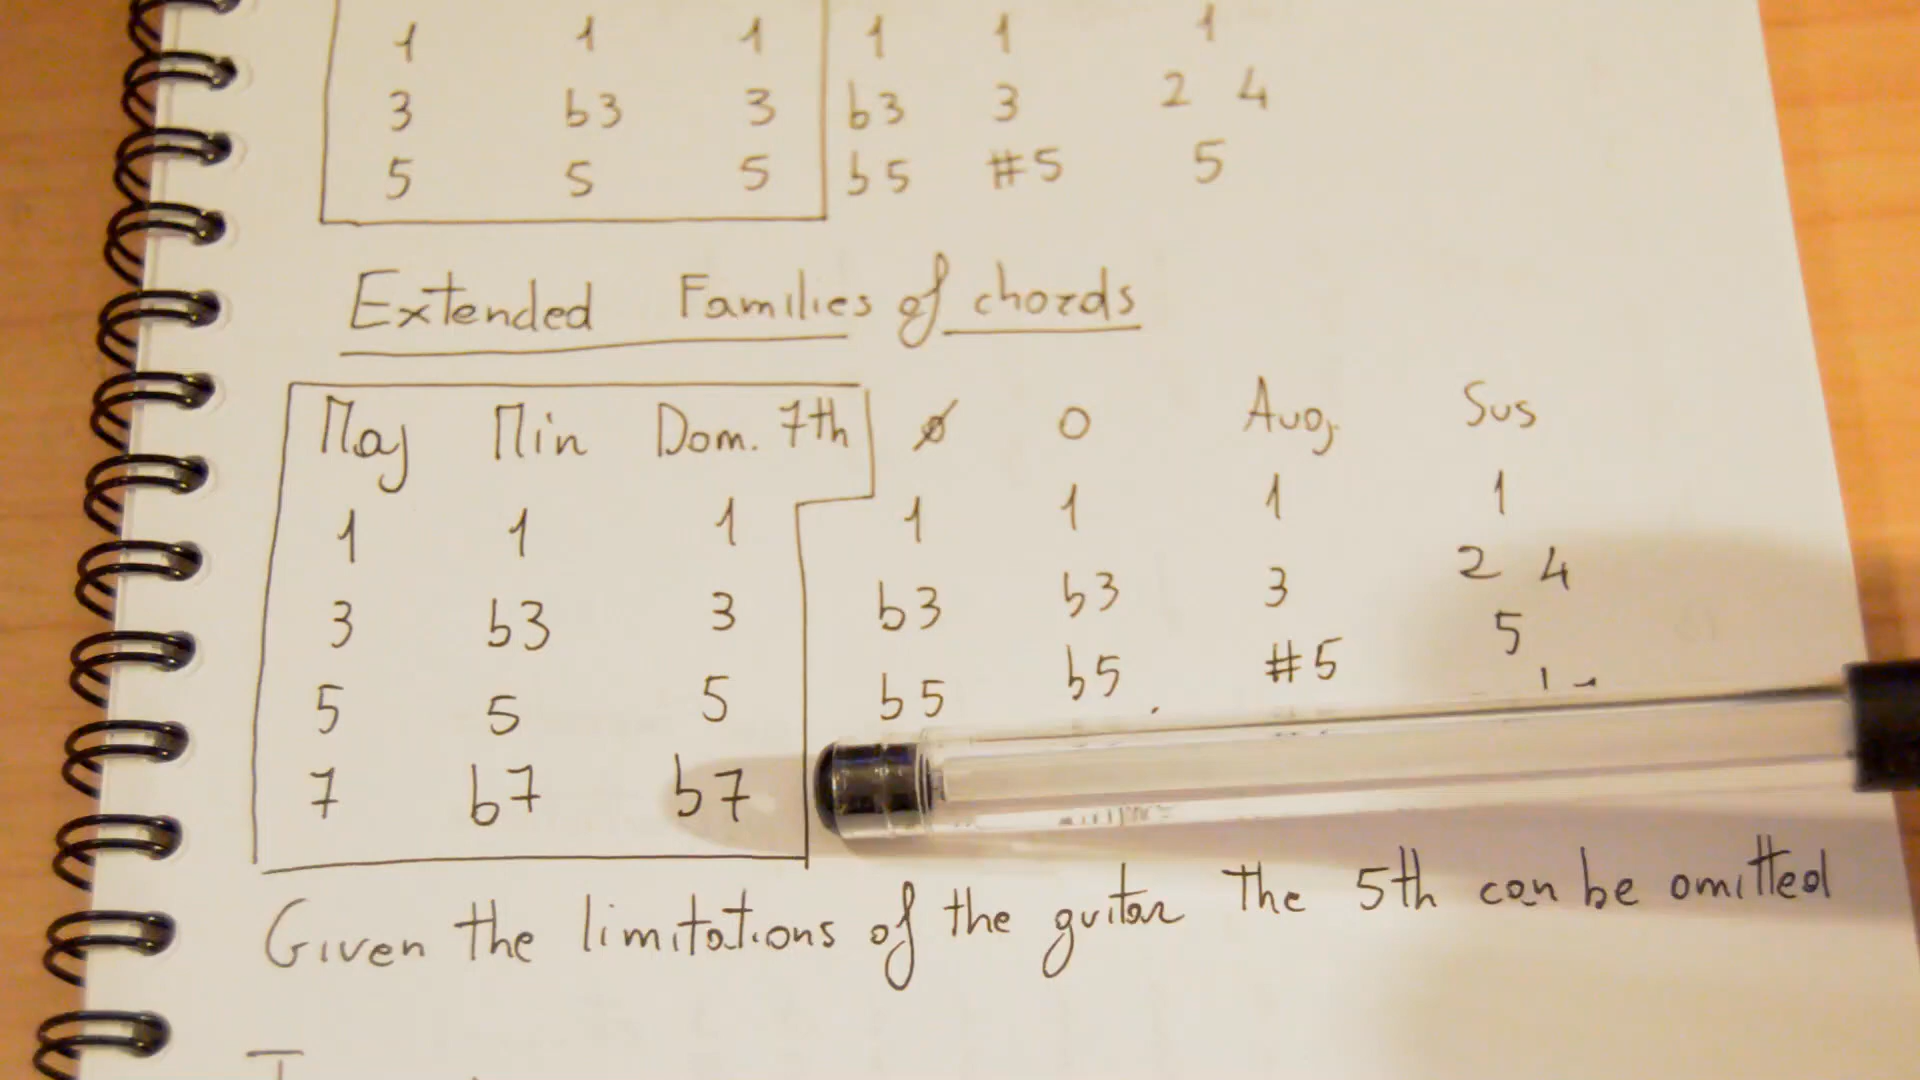 1 1 1 1 1 1
3 b3 3 b3 3 2 4
5 5 5 b5 #5 5
Extended Families of chords
Maj Min Dom. 7th ø o Aug. Sus
1 1 1 1 1 1 1
3 b3 3 b3 b3 3 2 4
5 5 5 b5 b5 #5 5
7 b7 b7
Given the limitations of the guitar the 5th can be omitted